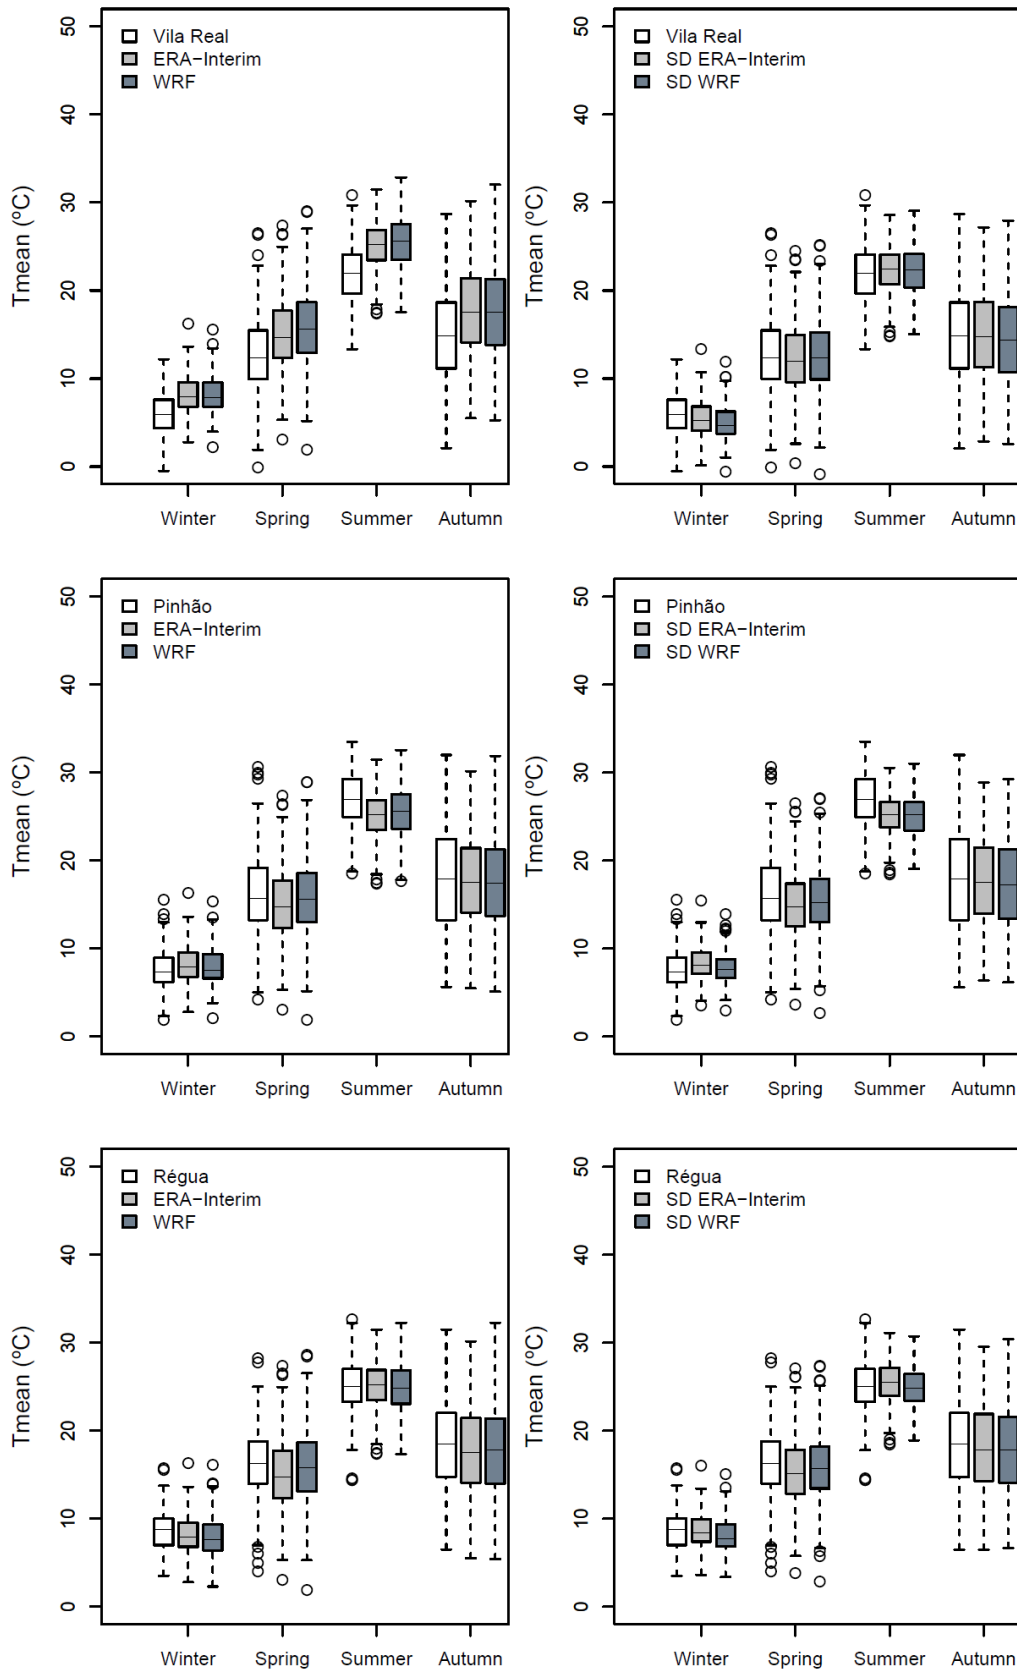 Vila Real
ERA−Interim
WRF
Tmean (ºC)
50
40
30
20
10
0
Winter Spring Summer Autumn
Vila Real
SD ERA−Interim
SD WRF
Tmean (ºC)
50
40
30
20
10
0
Winter Spring Summer Autumn
Pinhão
ERA−Interim
WRF
Tmean (ºC)
50
40
30
20
10
0
Winter Spring Summer Autumn
Pinhão
SD ERA−Interim
SD WRF
Tmean (ºC)
50
40
30
20
10
0
Winter Spring Summer Autumn
Régua
ERA−Interim
WRF
Tmean (ºC)
50
40
30
20
10
0
Winter Spring Summer Autumn
Régua
SD ERA−Interim
SD WRF
Tmean (ºC)
50
40
30
20
10
0
Winter Spring Summer Autumn